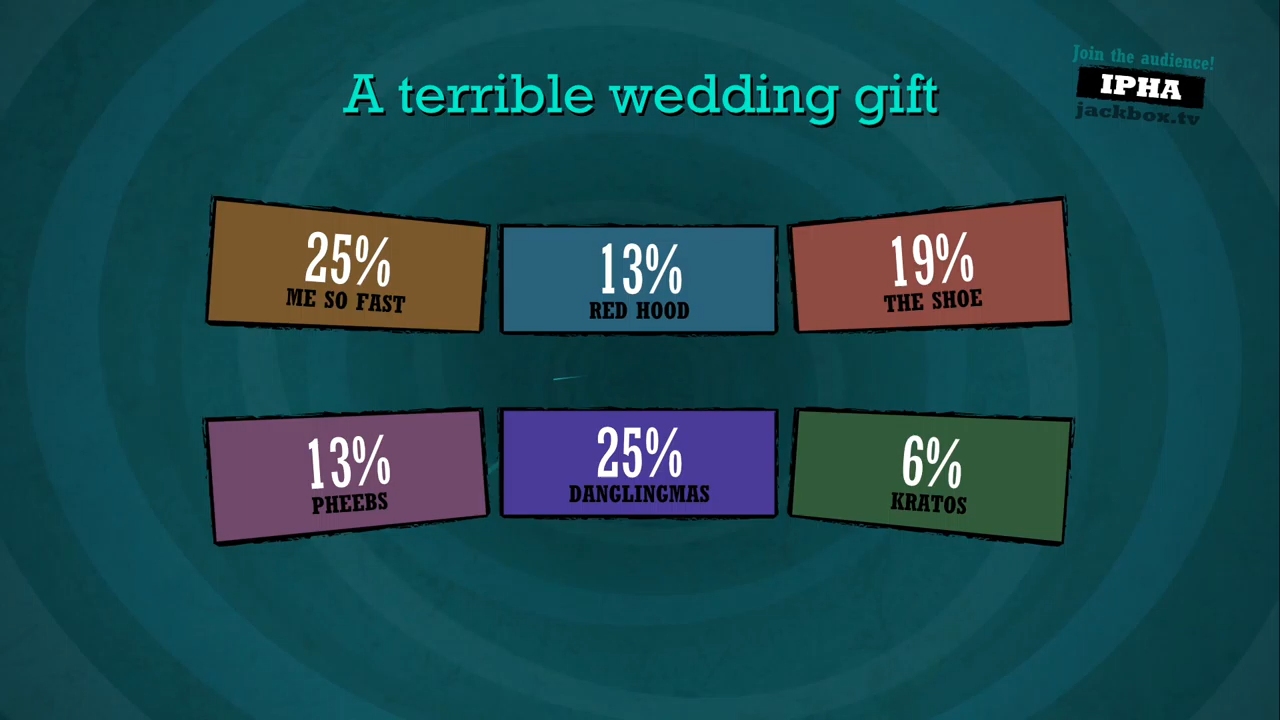 Join the audience!
IPHA
jackbox.tv
A terrible wedding gift
25%
ME SO FAST
13%
RED HOOD
19%
THE SHOE
13%
PHEEBS
25%
DANGLINGMAS
6%
KRATOS